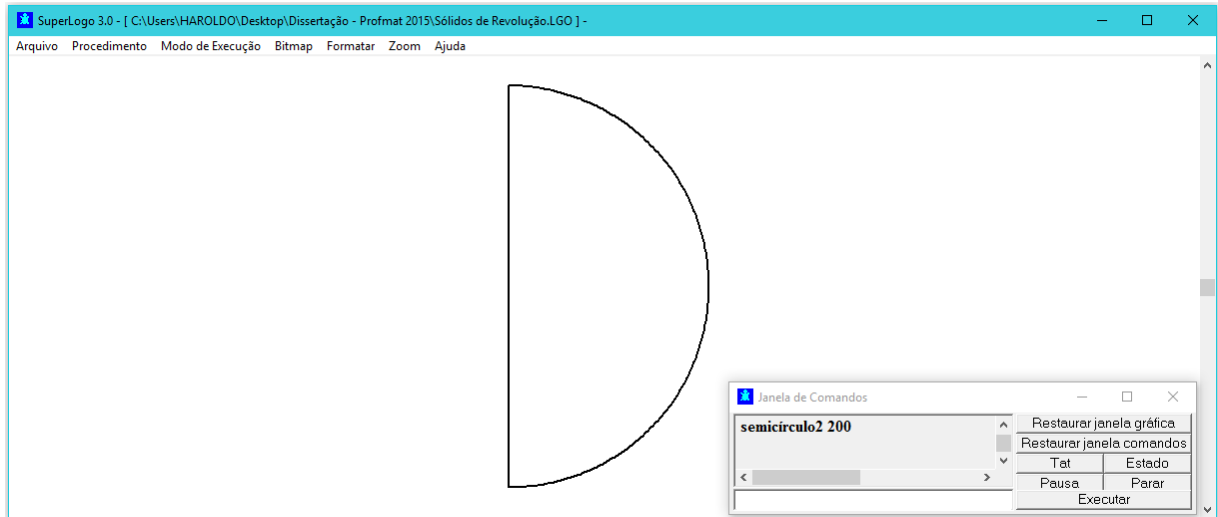 SuperLogo 3.0 - [ C:\Users\HAROLDO\Desktop\Dissertação - Profmat 2015\Sólidos de Revolução.LGO ] -
Arquivo Procedimento Modo de Execução Bitmap Formatar Zoom Ajuda
Janela de Comandos
semicírculo2 200
Restaurar janela gráfica
Restaurar janela comandos
Tat Estado
Pausa Parar
Executar